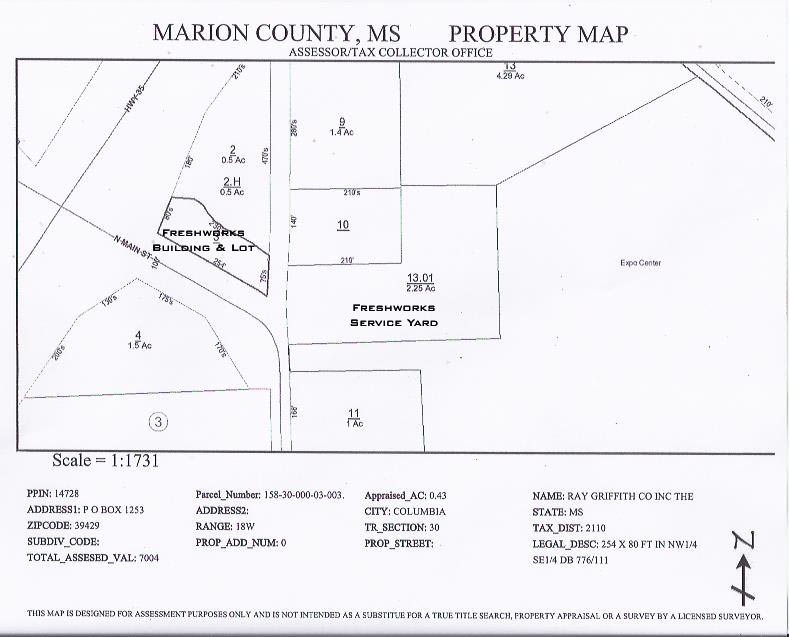 MARION COUNTY, MS PROPERTY MAP
ASSESSOR/TAX COLLECTOR OFFICE
HWY-35
210's
13
4.29 Ac
210'
280's
9
1.4 Ac
2
0.5 Ac
470's
180'
2.H
0.5 Ac
210's
80's
FRESHWORKS
BUILDING & LOT
140'
10
N MAIN ST
100'
254'
75's
210'
Expo Center
13.01
2.25 Ac
FRESHWORKS
SERVICE YARD
150's
175's
4
1.5 Ac
200's
170's
3
166'
11
1 Ac
Scale = 1:1731
PPIN: 14728
ADDRESS1: P O BOX 1253
ZIPCODE: 39429
SUBDIV_CODE:
TOTAL_ASSESED_VAL: 7004
Parcel_Number: 158-30-000-03-003.
ADDRESS2:
RANGE: 18W
PROP_ADD_NUM: 0
Appraised_AC: 0.43
CITY: COLUMBIA
TR_SECTION: 30
PROP_STREET:
NAME: RAY GRIFFITH CO INC THE
STATE: MS
TAX_DIST: 2110
LEGAL_DESC: 254 X 80 FT IN NW1/4
SE1/4 DB 776/111
N
THIS MAP IS DESIGNED FOR ASSESSMENT PURPOSES ONLY AND IS NOT INTENDED AS A SUBSTITUE FOR A TRUE TITLE SEARCH, PROPERTY APPRAISAL OR A SURVEY BY A LICENSED SURVEYOR.